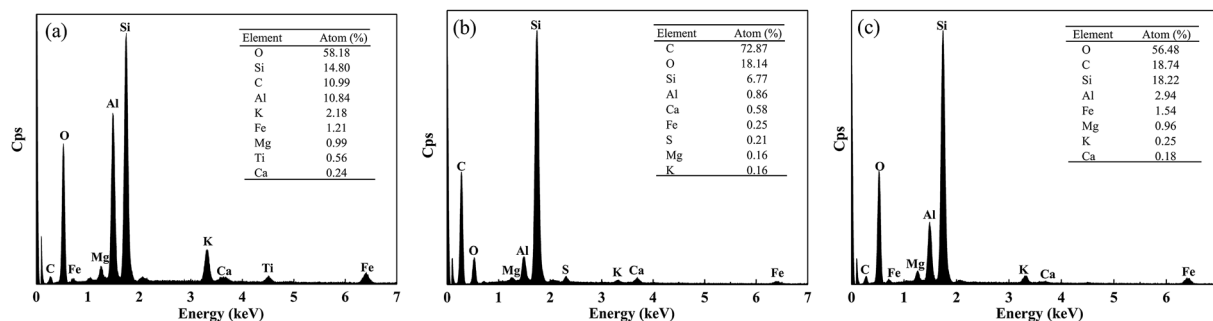 (a)
Si
Element Atom (%)
O 58.18
Si 14.80
C 10.99
Al 10.84
K 2.18
Fe 1.21
Mg 0.99
Ti 0.56
Ca 0.24
Al
O
Cps
C
Fe
Mg
K
Ca
Ti
Fe
0 1 2 3 4 5 6 7
Energy (keV)
(b)
Si
Element Atom (%)
C 72.87
O 18.14
Si 6.77
Al 0.86
Ca 0.58
Fe 0.25
S 0.21
Mg 0.16
K 0.16
Cps
C
O
Mg
Al
S
K
Ca
Fe
0 1 2 3 4 5 6 7
Energy (keV)
(c)
Si
Element Atom (%)
O 56.48
C 18.74
Si 18.22
Al 2.94
Fe 1.54
Mg 0.96
K 0.25
Ca 0.18
Cps
O
Al
C
Fe
Mg
K
Ca
Fe
0 1 2 3 4 5 6 7
Energy (keV)